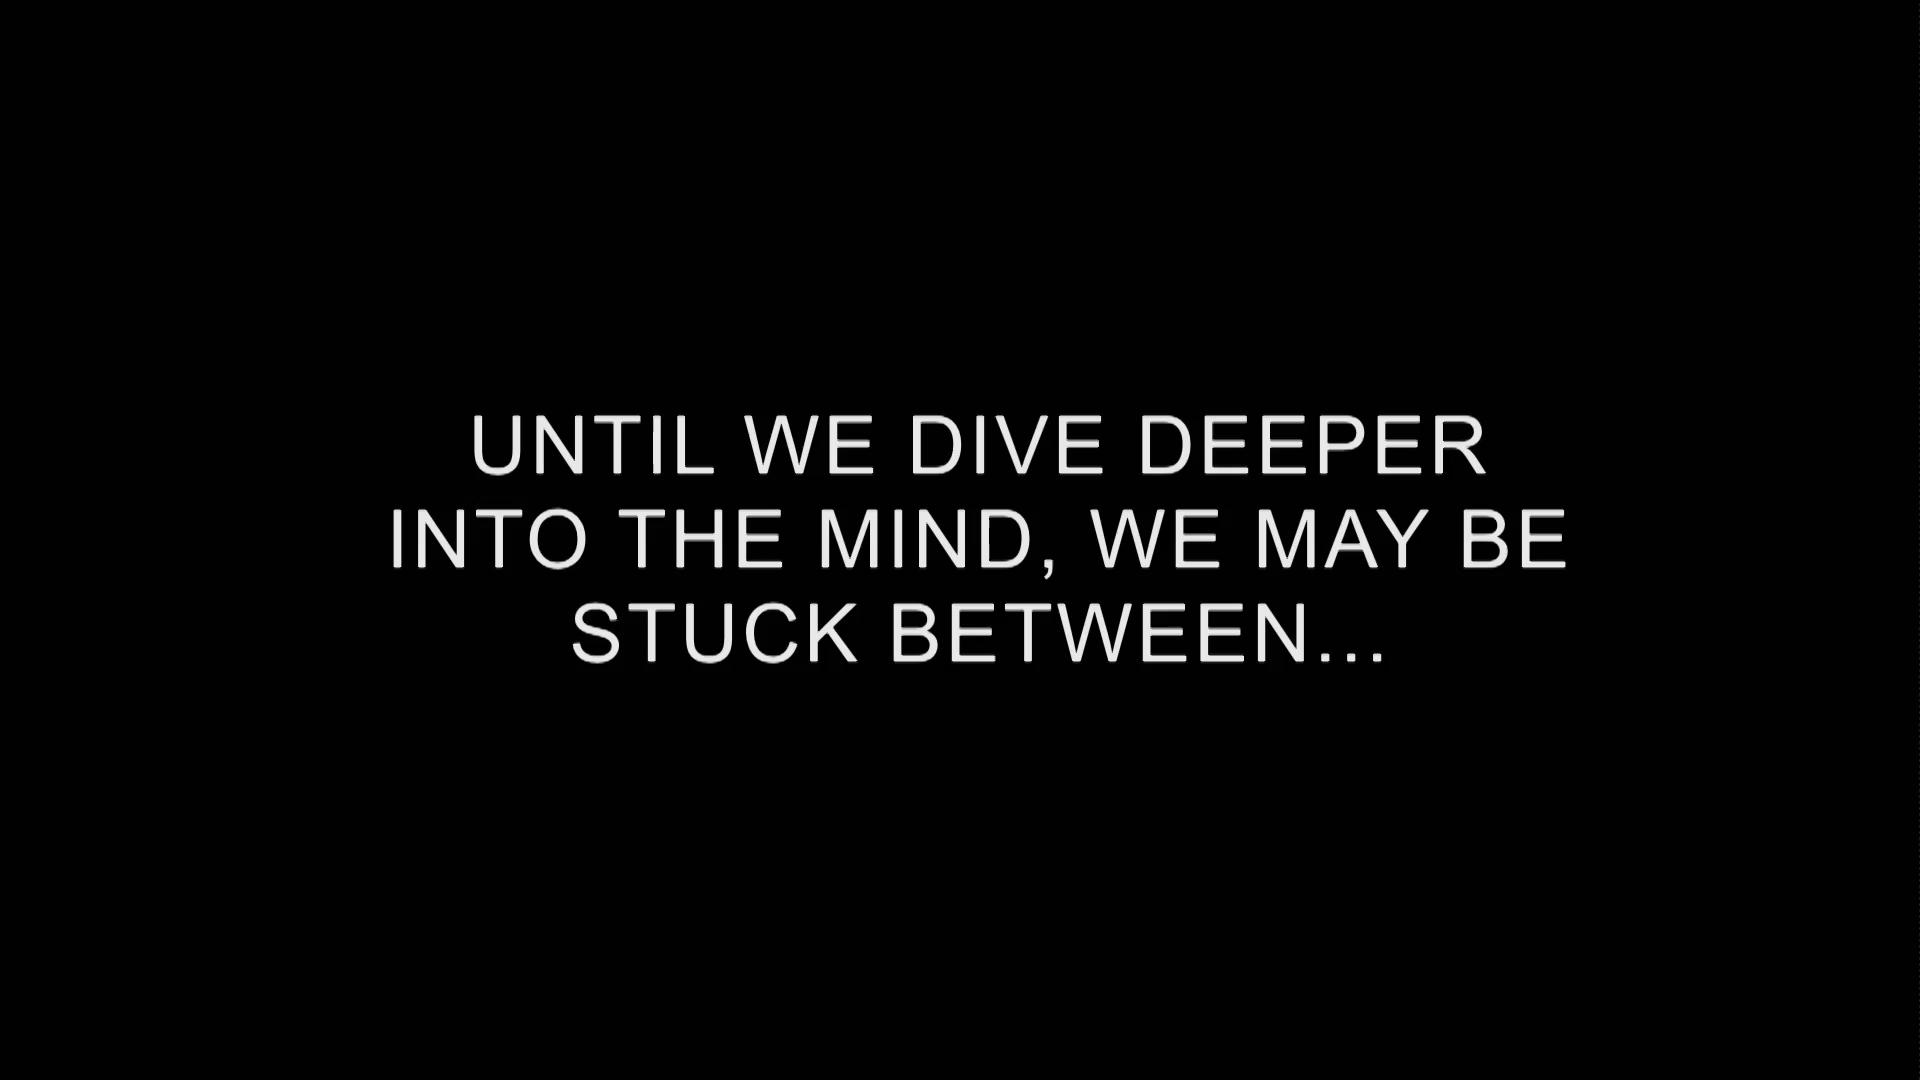 UNTIL WE DIVE DEEPER
INTO THE MIND, WE MAY BE
STUCK BETWEEN...